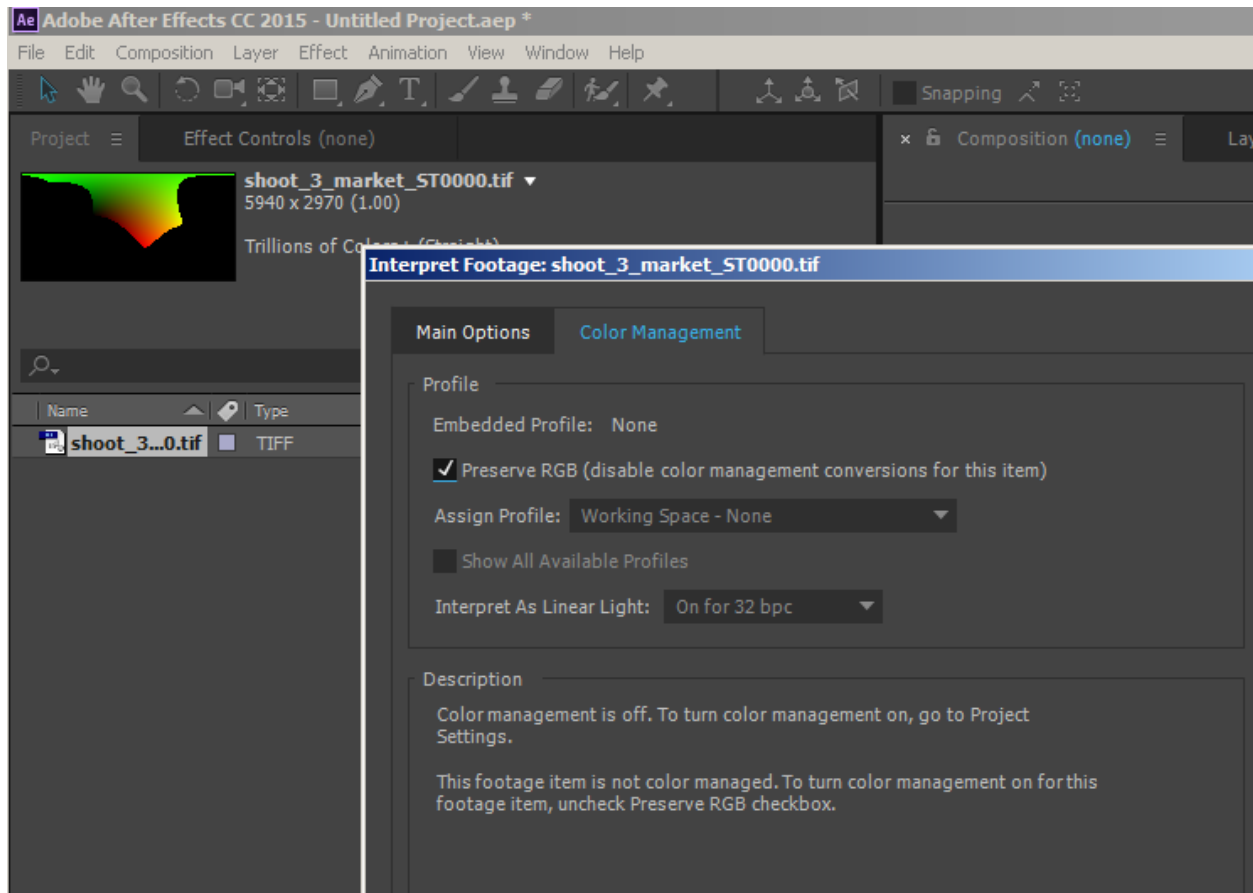 Ae Adobe After Effects CC 2015 - Untitled Project.aep *
File Edit Composition Layer Effect Animation View Window Help
T Snapping
Project Effect Controls (none) × Composition (none) Lay
shoot_3_market_ST0000.tif
5940 x 2970 (1.00)
Trillions of Colors+ (Straight)
Interpret Footage: shoot_3_market_ST0000.tif
Main Options Color Management
Profile
Embedded Profile: None
Name Type
shoot_3...0.tif TIFF
Preserve RGB (disable color management conversions for this item)
Assign Profile: Working Space - None
Show All Available Profiles
Interpret As Linear Light: On for 32 bpc
Description
Color management is off. To turn color management on, go to Project
Settings.
This footage item is not color managed. To turn color management on for this
footage item, uncheck Preserve RGB checkbox.